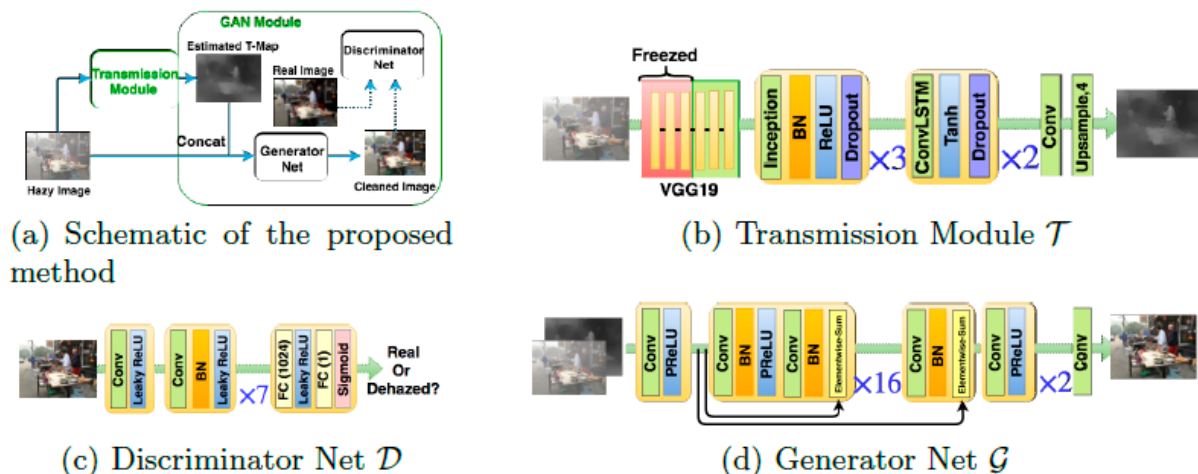 GAN Module
Estimated T-Map
Transmission
Module
Real Image
Discriminator
Net
Concat
Generator
Net
Hazy Image
Cleaned Image
(a) Schematic of the proposed
method
Freezed
VGG19
Inception
BN
ReLU
Dropout
×3
ConvLSTM
Tanh
Dropout
×2
Conv
Upsample,4
(b) Transmission Module 𝒯
Conv
Leaky ReLU
Conv
BN
Leaky ReLU
×7
FC (1024)
Leaky ReLU
FC (1)
Sigmoid
Real
Or
Dehazed?
(c) Discriminator Net 𝒟
Conv
PReLU
Conv
BN
PReLU
Conv
BN
Elementwise-Sum
×16
Conv
BN
Elementwise-Sum
Conv
PReLU
×2
Conv
(d) Generator Net 𝒢